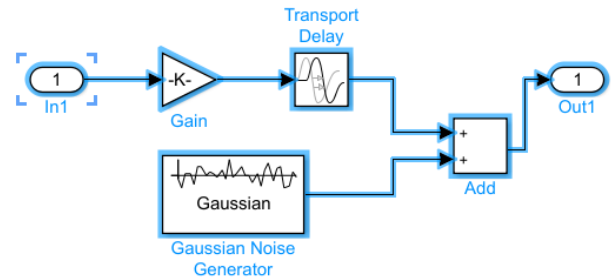 Transport
Delay
1
-K-
1
In1
Gain
Out1
+
+
Add
Gaussian
Gaussian Noise
Generator